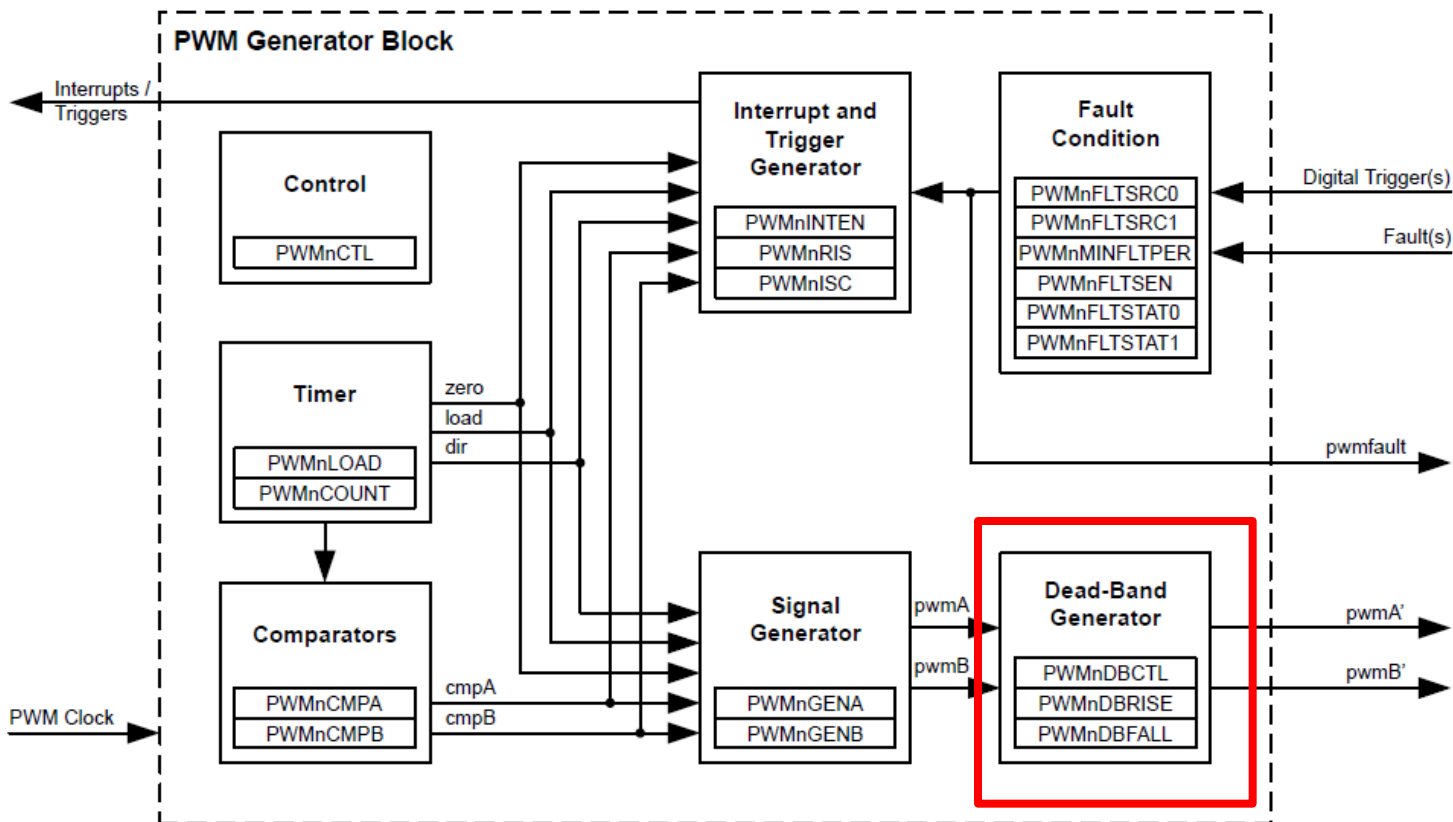 PWM Generator Block
Interrupts /
Triggers
Control
PWMnCTL
Interrupt and
Trigger
Generator
PWMnINTEN
PWMnRIS
PWMnISC
Fault
Condition
PWMnFLTSRC0
PWMnFLTSRC1
PWMnMINFLTPER
PWMnFLTSEN
PWMnFLTSTAT0
PWMnFLTSTAT1
Digital Trigger(s)
Fault(s)
Timer
PWMnLOAD
PWMnCOUNT
zero
load
dir
pwmfault
Comparators
PWMnCMPA
PWMnCMPB
cmpA
cmpB
PWM Clock
Signal
Generator
PWMnGENA
PWMnGENB
pwmA
pwmB
Dead-Band
Generator
PWMnDBCTL
PWMnDBRISE
PWMnDBFALL
pwmA’
pwmB’